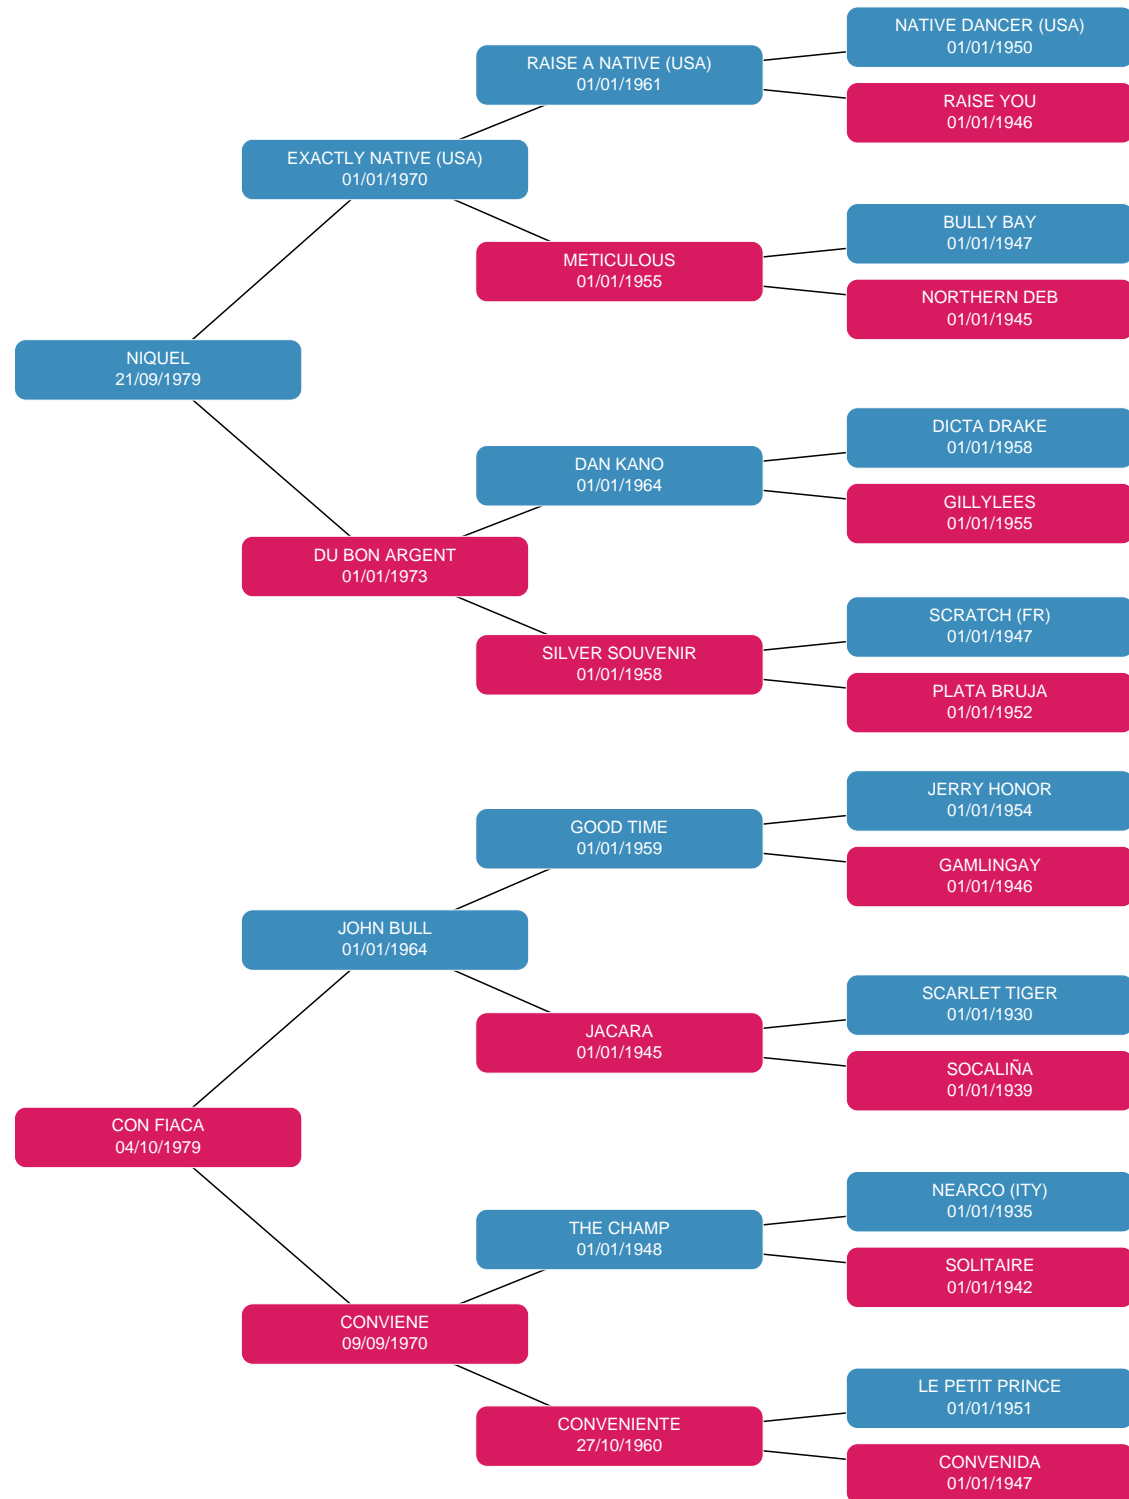 NATIVE DANCER (USA)
01/01/1950
RAISE A NATIVE (USA)
01/01/1961
RAISE YOU
01/01/1946
EXACTLY NATIVE (USA)
01/01/1970
BULLY BAY
01/01/1947
METICULOUS
01/01/1955
NORTHERN DEB
01/01/1945
NIQUEL
21/09/1979
DICTA DRAKE
01/01/1958
DAN KANO
01/01/1964
GILLYLEES
01/01/1955
DU BON ARGENT
01/01/1973
SCRATCH (FR)
01/01/1947
SILVER SOUVENIR
01/01/1958
PLATA BRUJA
01/01/1952
JERRY HONOR
01/01/1954
GOOD TIME
01/01/1959
GAMLINGAY
01/01/1946
JOHN BULL
01/01/1964
SCARLET TIGER
01/01/1930
JACARA
01/01/1945
SOCALIÑA
01/01/1939
CON FIACA
04/10/1979
NEARCO (ITY)
01/01/1935
THE CHAMP
01/01/1948
SOLITAIRE
01/01/1942
CONVIENE
09/09/1970
LE PETIT PRINCE
01/01/1951
CONVENIENTE
27/10/1960
CONVENIDA
01/01/1947